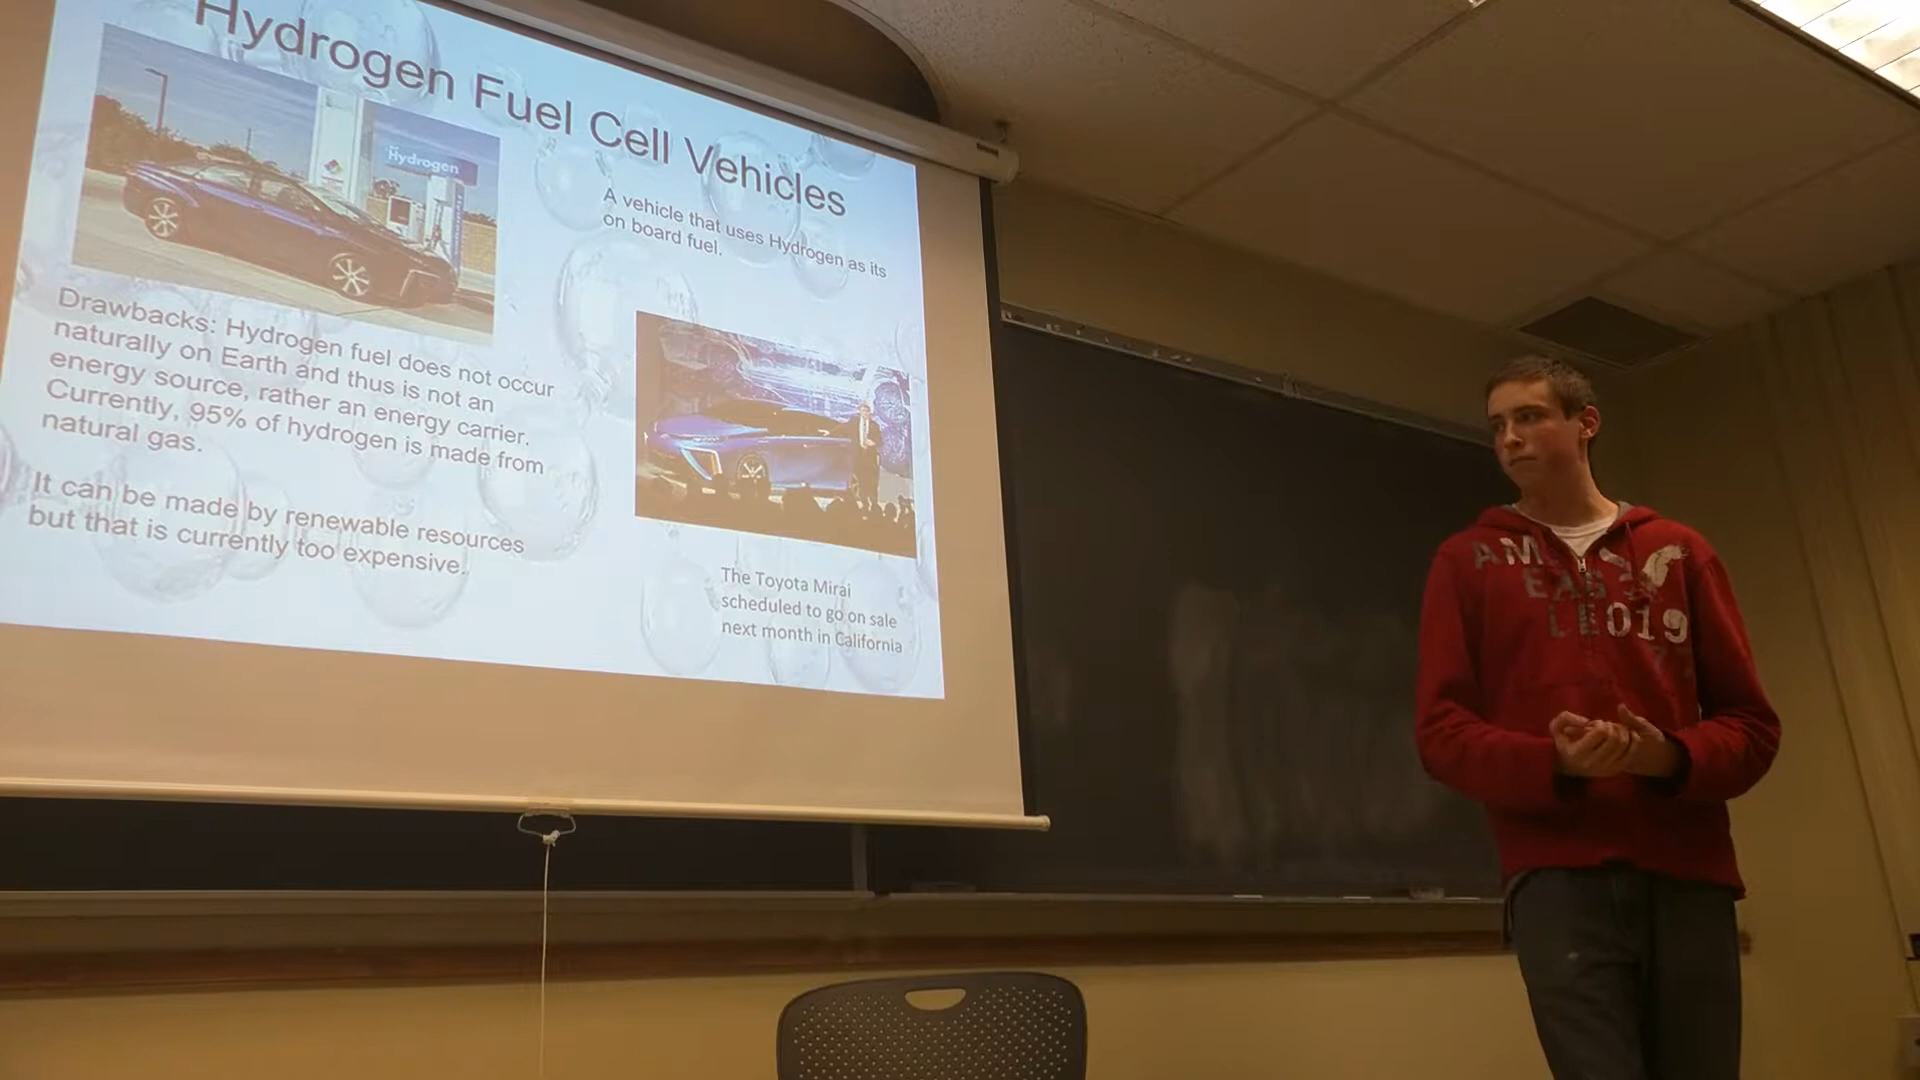 Hydrogen Fuel Cell Vehicles
Hydrogen
A vehicle that uses Hydrogen as its
on board fuel.
Drawbacks: Hydrogen fuel does not occur
naturally on Earth and thus is not an
energy source, rather an energy carrier.
Currently, 95% of hydrogen is made from
natural gas.
It can be made by renewable resources
but that is currently too expensive.
The Toyota Mirai
scheduled to go on sale
next month in California
019